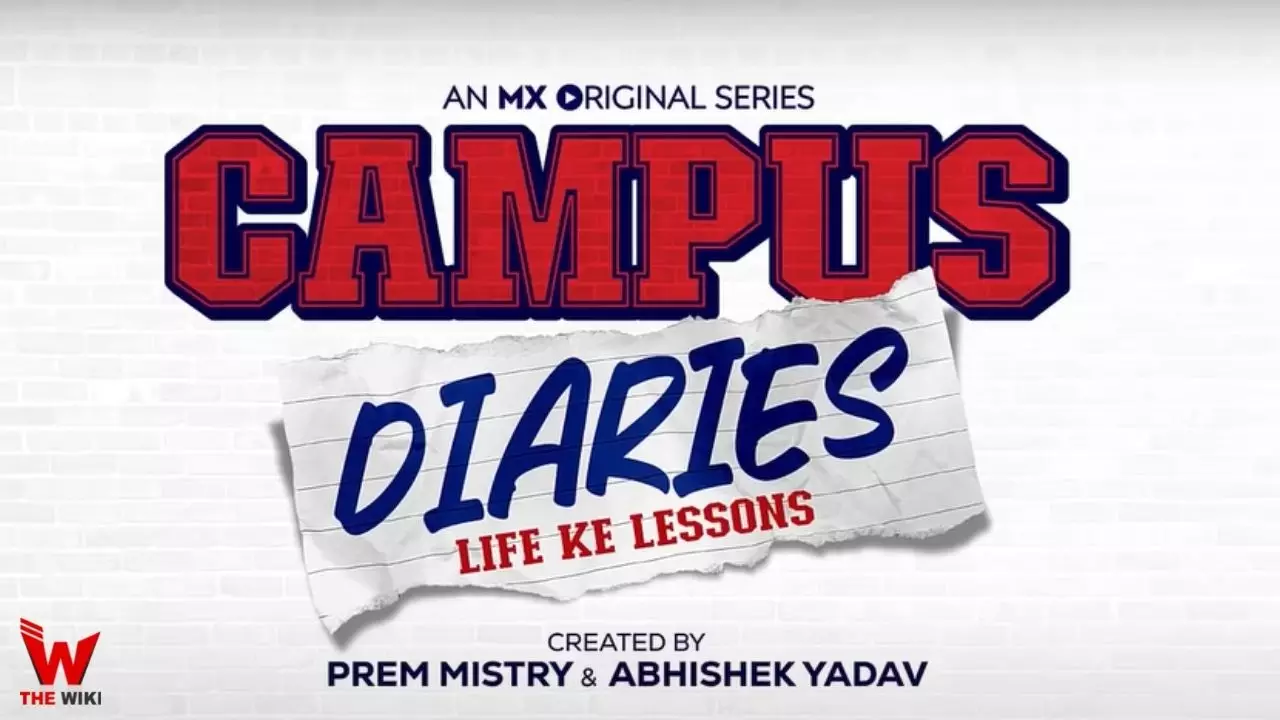 AN MX ORIGINAL SERIES
CAMPUS
DIARIES
LIFE KE LESSONS
CREATED BY
PREM MISTRY & ABHISHEK YADAV
W
THE WIKI